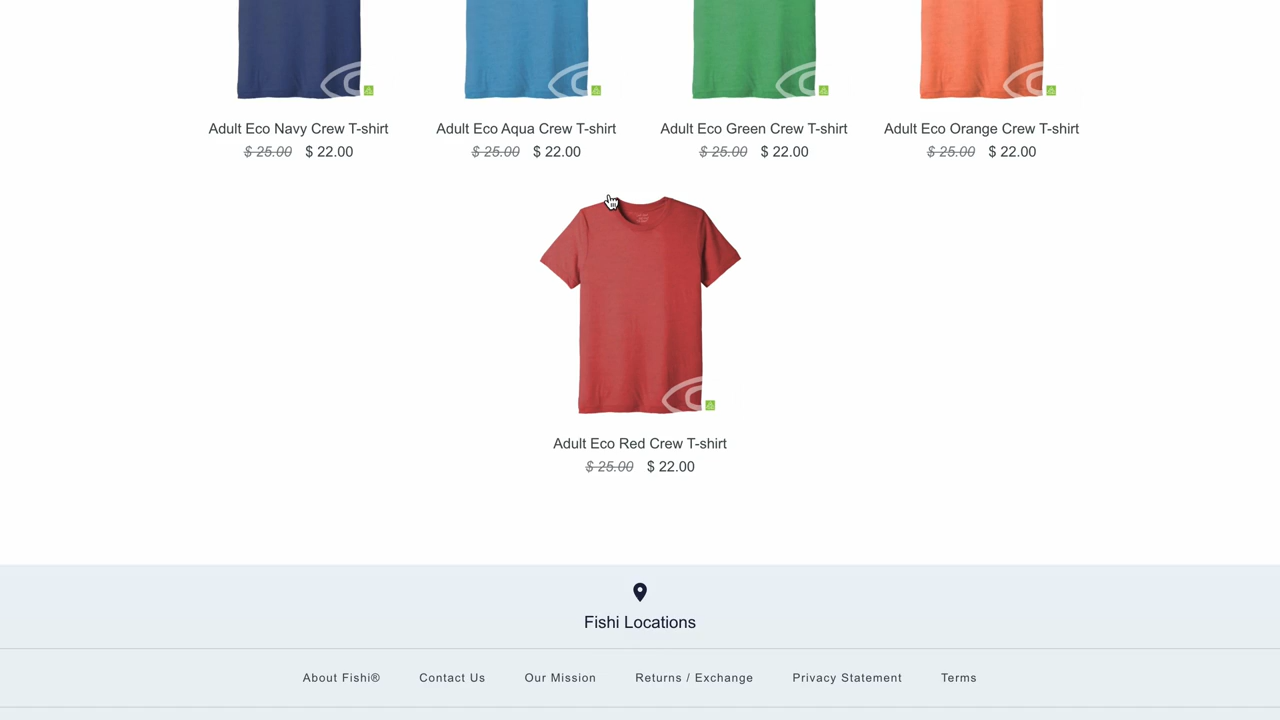 Adult Eco Navy Crew T-shirt
$ 25.00 $ 22.00
Adult Eco Aqua Crew T-shirt
$ 25.00 $ 22.00
Adult Eco Green Crew T-shirt
$ 25.00 $ 22.00
Adult Eco Orange Crew T-shirt
$ 25.00 $ 22.00
Adult Eco Red Crew T-shirt
$ 25.00 $ 22.00
Fishi Locations
About Fishi®
Contact Us
Our Mission
Returns / Exchange
Privacy Statement
Terms